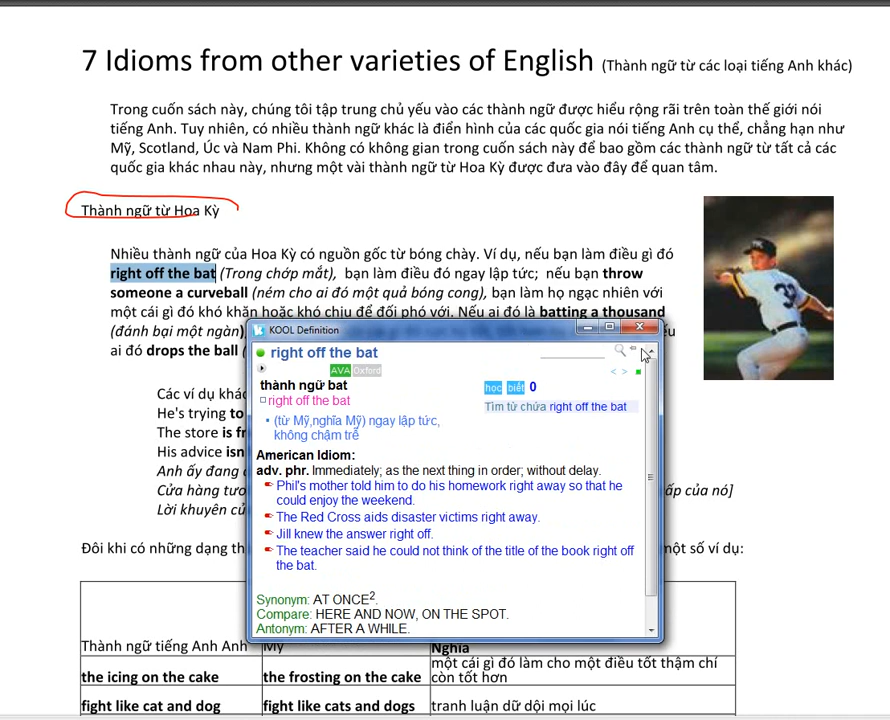 7 Idioms from other varieties of English (Thành ngữ từ các loại tiếng Anh khác)
Trong cuốn sách này, chúng tôi tập trung chủ yếu vào các thành ngữ được hiểu rộng rãi trên toàn thế giới nói
tiếng Anh. Tuy nhiên, có nhiều thành ngữ khác là điển hình của các quốc gia nói tiếng Anh cụ thể, chẳng hạn như
Mỹ, Scotland, Úc và Nam Phi. Không có không gian trong cuốn sách này để bao gồm các thành ngữ từ tất cả các
quốc gia khác nhau này, nhưng một vài thành ngữ từ Hoa Kỳ được đưa vào đây để quan tâm.
Thành ngữ từ Hoa Kỳ
Nhiều thành ngữ của Hoa Kỳ có nguồn gốc từ bóng chày. Ví dụ, nếu bạn làm điều gì đó
right off the bat (Trong chớp mắt), bạn làm điều đó ngay lập tức; nếu bạn throw
someone a curveball (ném cho ai đó một quả bóng cong), bạn làm họ ngạc nhiên với
một cái gì đó khó khăn hoặc khó chịu để đối phó với. Nếu ai đó là batting a thousand
(đánh bại một ngàn)
ai đó drops the ball (
Các ví dụ khác
He's trying to
The store is fr
His advice isn
Anh ấy đang
Cửa hàng tươ ấp của nó]
Lời khuyên củ
Đôi khi có những dạng th một số ví dụ:
KOOL Definition
right off the bat
AVA Oxford
< >
thành ngữ bat
học biết 0
right off the bat
Tìm từ chứa right off the bat
(từ Mỹ,nghĩa Mỹ) ngay lập tức,
không chậm trễ
American Idiom:
adv. phr. Immediately; as the next thing in order; without delay.
Phil's mother told him to do his homework right away so that he
could enjoy the weekend.
The Red Cross aids disaster victims right away.
Jill knew the answer right off.
The teacher said he could not think of the title of the book right off
the bat.
Synonym: AT ONCE2.
Compare: HERE AND NOW, ON THE SPOT.
Antonym: AFTER A WHILE.
Thành ngữ tiếng Anh Anh Mỹ Nghĩa
the icing on the cake the frosting on the cake một cái gì đó làm cho một điều tốt thậm chí
còn tốt hơn
fight like cat and dog fight like cats and dogs tranh luận dữ dội mọi lúc